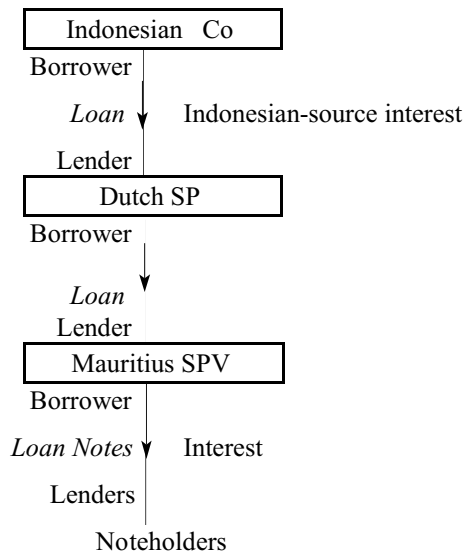 Indonesian Co
Borrower
Loan Indonesian-source interest
Lender
Dutch SP
Borrower
Loan
Lender
Mauritius SPV
Borrower
Loan Notes Interest
Lenders
Noteholders